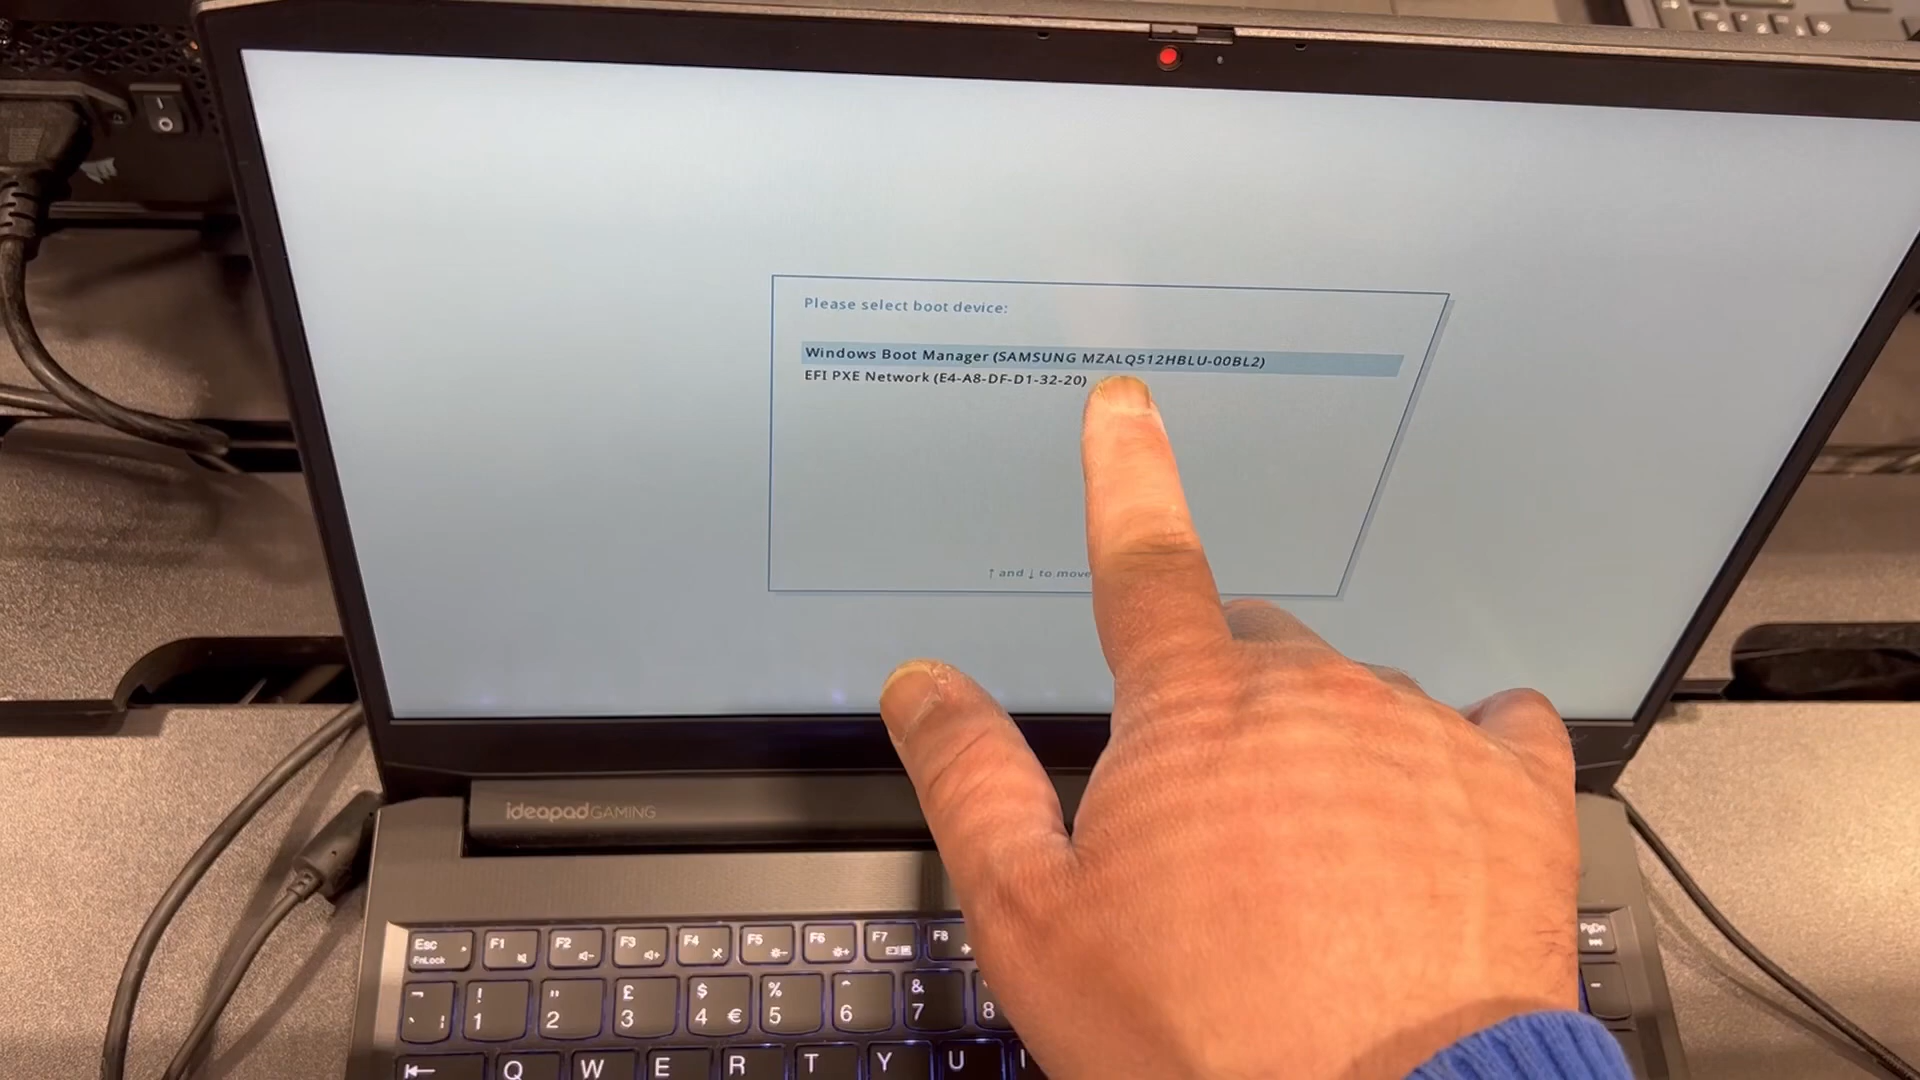 Please select boot device:
Windows Boot Manager (SAMSUNG MZALQ512HBLU-00BL2)
EFI PXE Network (E4-A8-DF-D1-32-20)
↑ and ↓ to move
ideapad GAMING
Esc F1 F2 F3 F4 F5 F6 F7 F8 PgDn
FnLock
¬ ! " £ $ % ^ & -
1 2 3 4 € 5 6 7 8
Q W E R T Y U I